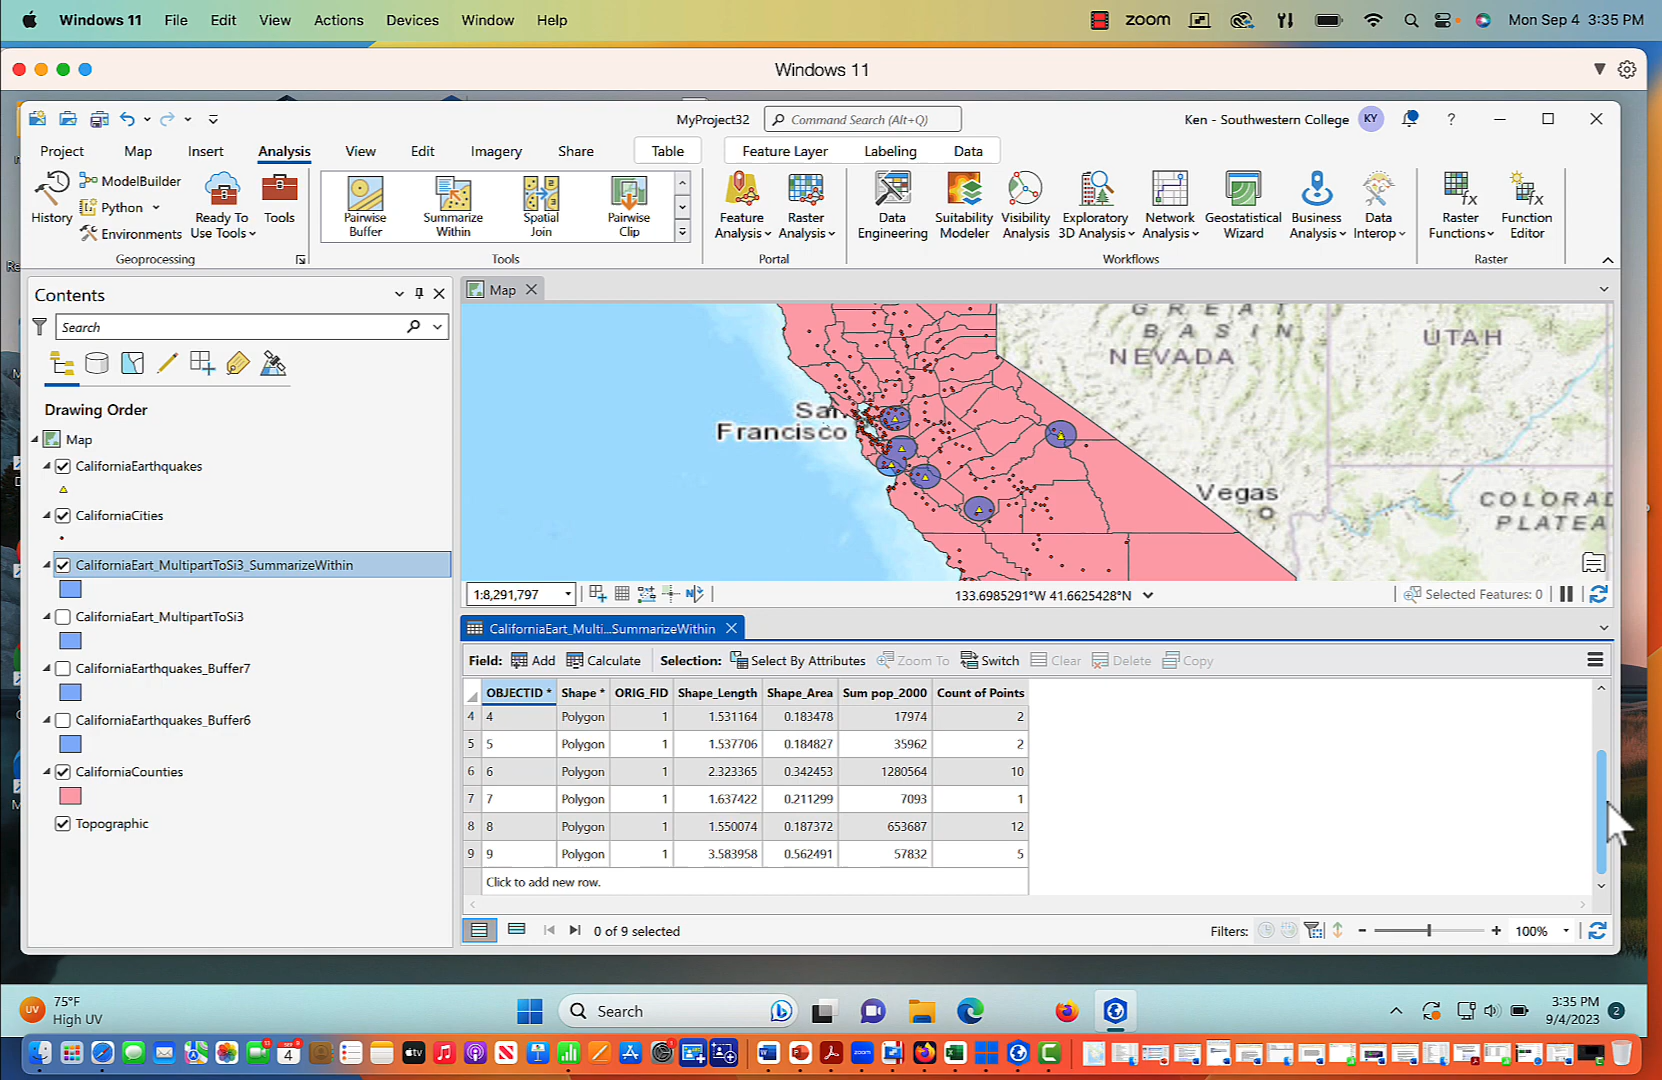 Windows 11 File Edit View Actions Devices Window Help zoom Mon Sep 4 3:35 PM
Windows 11
MyProject32 Command Search (Alt+Q) Ken - Southwestern College KY ?
Project Map Insert Analysis View Edit Imagery Share Table Feature Layer Labeling Data
History
ModelBuilder
Python
Environments
Ready To
Use Tools
Tools
Geoprocessing
Pairwise
Buffer
Summarize
Within
Spatial
Join
Pairwise
Clip
Tools
Feature
Analysis
Raster
Analysis
Portal
Data
Engineering
Suitability
Modeler
Visibility
Analysis
Exploratory
3D Analysis
Network
Analysis
Geostatistical
Wizard
Business
Analysis
Data
Interop
Workflows
Raster
Functions
Function
Editor
Raster
Contents
Search
Drawing Order
Map
CaliforniaEarthquakes
CaliforniaCities
CaliforniaEart_MultipartToSi3_SummarizeWithin
CaliforniaEart_MultipartToSi3
CaliforniaEarthquakes_Buffer7
CaliforniaEarthquakes_Buffer6
CaliforniaCounties
Topographic
Map
GREAT
BASIN
NEVADA
UTAH
San
Francisco
Vegas
COLORAD
PLATEA
1:8,291,797 133.6985291°W 41.6625428°N Selected Features: 0
CaliforniaEart_Multi...SummarizeWithin
Field: Add Calculate Selection: Select By Attributes Zoom To Switch Clear Delete Copy
OBJECTID * Shape * ORIG_FID Shape_Length Shape_Area Sum pop_2000 Count of Points
4 4 Polygon 1 1.531164 0.183478 17974 2
5 5 Polygon 1 1.537706 0.184827 35962 2
6 6 Polygon 1 2.323365 0.342453 1280564 10
7 7 Polygon 1 1.637422 0.211299 7093 1
8 8 Polygon 1 1.550074 0.187372 653687 12
9 9 Polygon 1 3.583958 0.562491 57832 5
Click to add new row.
0 of 9 selected Filters: - + 100%
UV
75°F
High UV
Search
3:35 PM
9/4/2023
2
SEP
4
tv
zoom